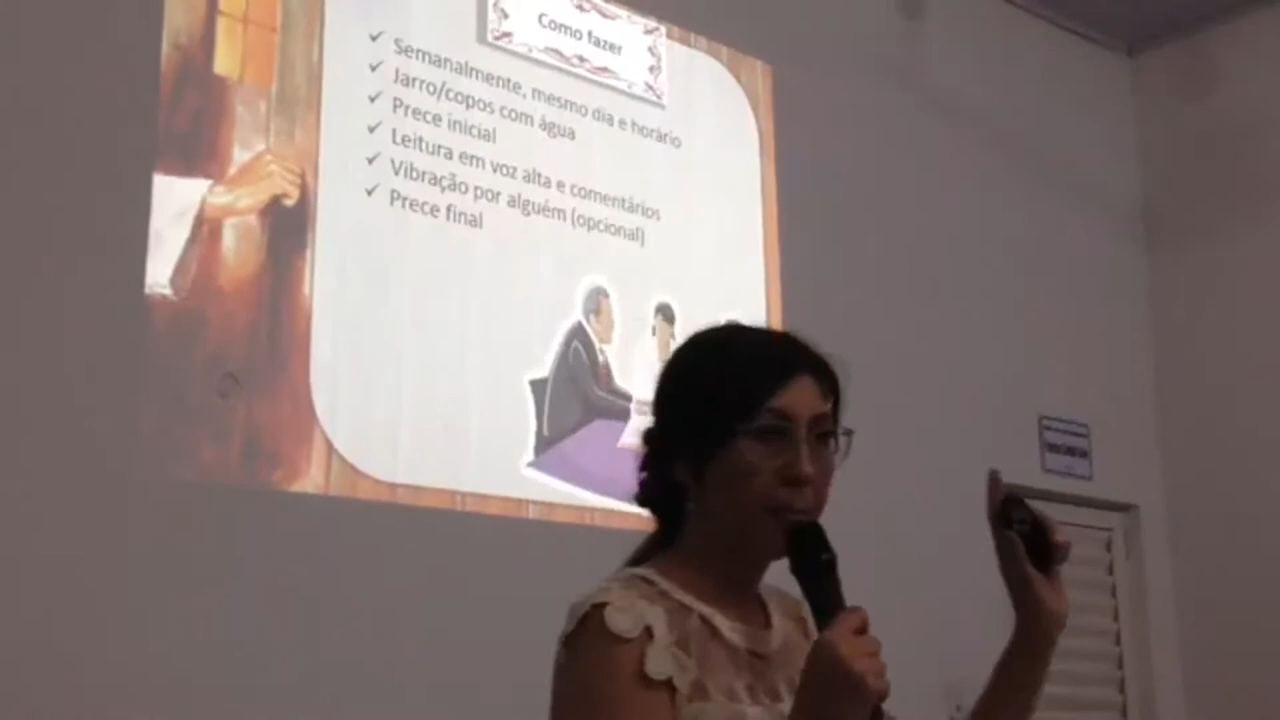 Como fazer
✓ Semanalmente, mesmo dia e horário
✓ Jarro/copos com água
✓ Prece inicial
✓ Leitura em voz alta e comentários
✓ Vibração por alguém (opcional)
✓ Prece final